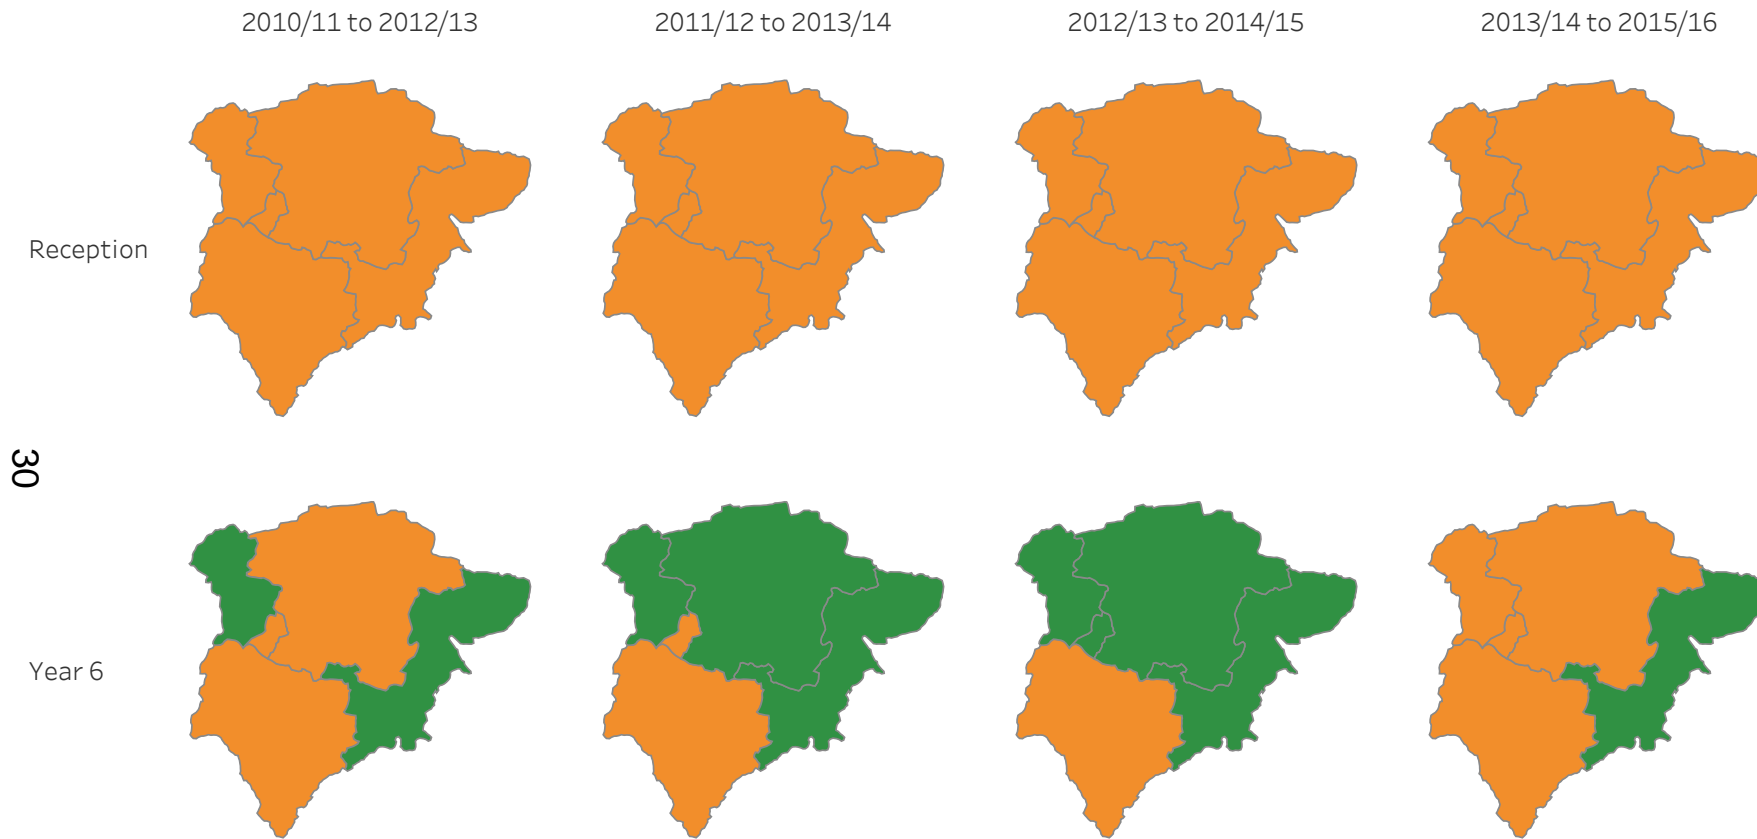 2010/11 to 2012/13
2011/12 to 2013/14
2012/13 to 2014/15
2013/14 to 2015/16
Reception
30
Year 6